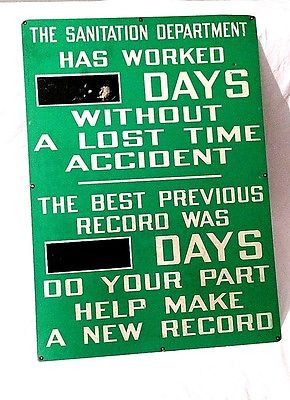 THE SANITATION DEPARTMENT
HAS WORKED
DAYS
WITHOUT
A LOST TIME
ACCIDENT
THE BEST PREVIOUS
RECORD WAS
DAYS
DO YOUR PART
HELP MAKE
A NEW RECORD